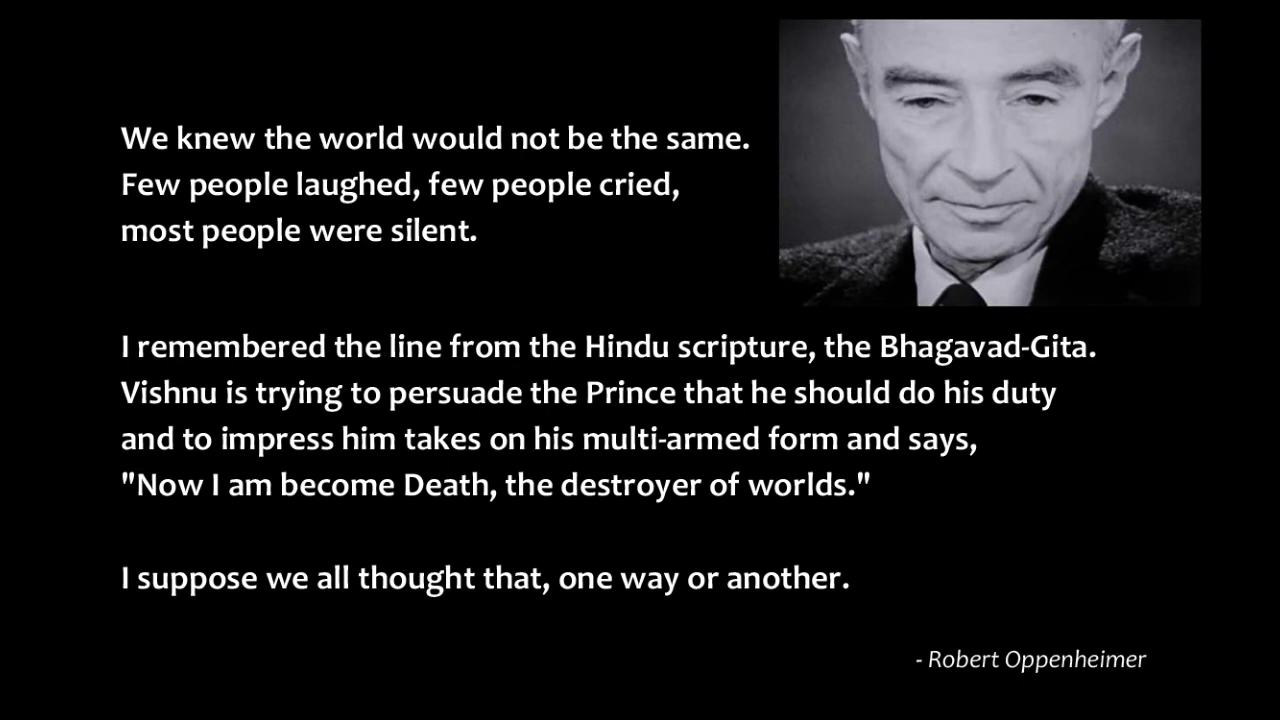 We knew the world would not be the same.
Few people laughed, few people cried,
most people were silent.
I remembered the line from the Hindu scripture, the Bhagavad-Gita.
Vishnu is trying to persuade the Prince that he should do his duty
and to impress him takes on his multi-armed form and says,
"Now I am become Death, the destroyer of worlds."
I suppose we all thought that, one way or another.
- Robert Oppenheimer